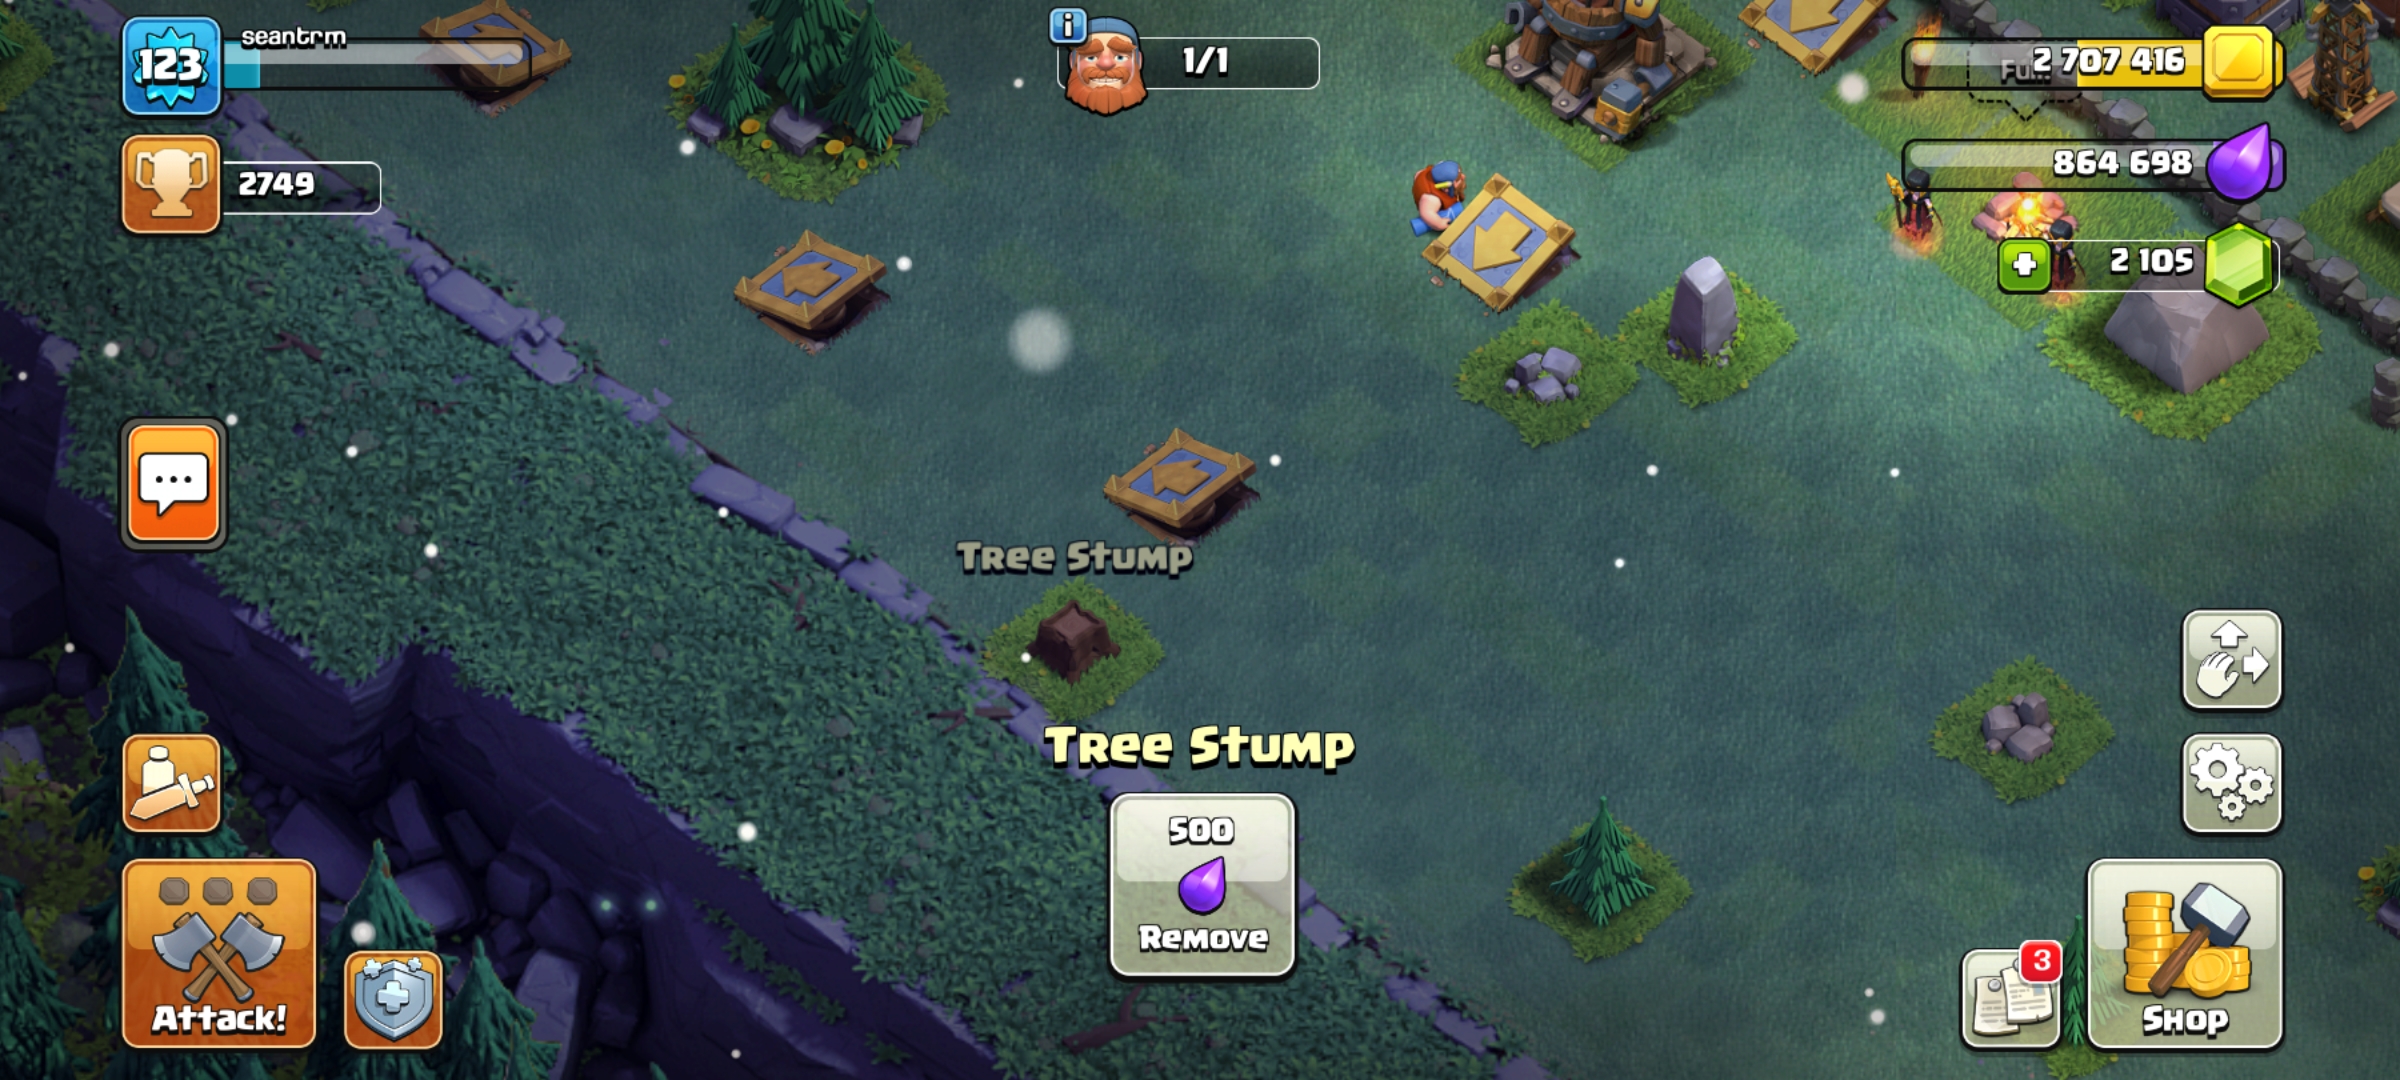 123
seantrm
i
1/1
2 707 416
2749
864 698
2 105
Tree Stump
Tree Stump
500
Remove
Attack!
3
Shop